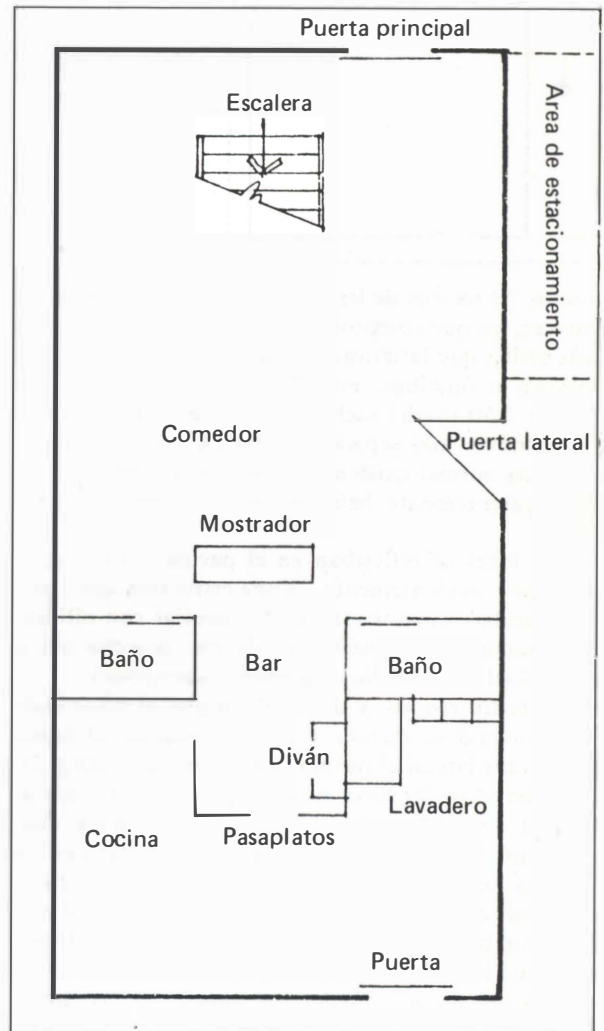 Puerta principal
Escalera
Area de estacionamiento
Comedor
Puerta lateral
Mostrador
Baño
Bar
Baño
Diván
Lavadero
Cocina
Pasaplatos
Puerta